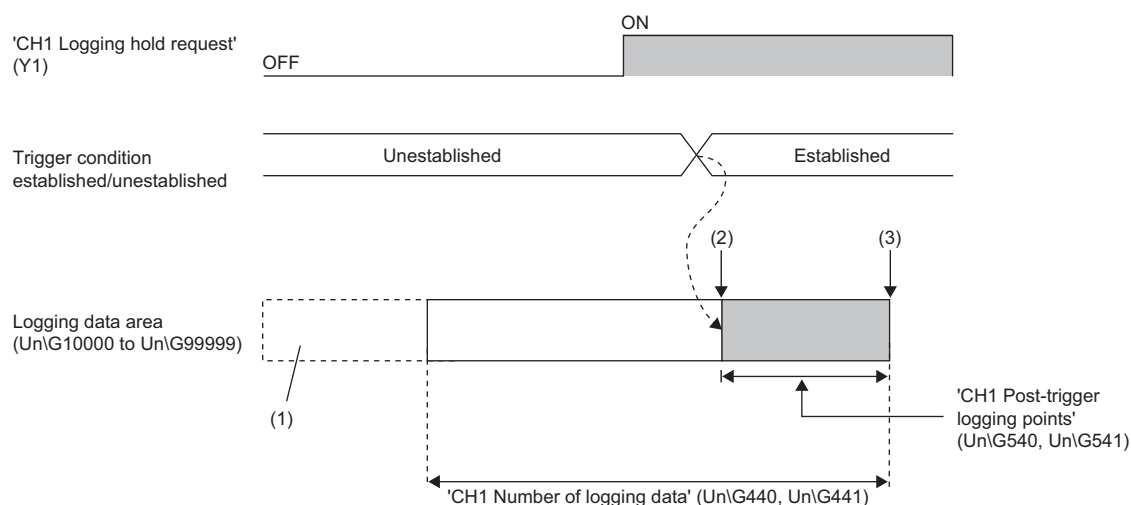 ON
'CH1 Logging hold request'
(Y1)
OFF
Trigger condition
established/unestablished
Unestablished
Established
(2)
(3)
Logging data area
(Un\G10000 to Un\G99999)
(1)
'CH1 Post-trigger
logging points'
(Un\G540, Un\G541)
'CH1 Number of logging data' (Un\G440, Un\G441)